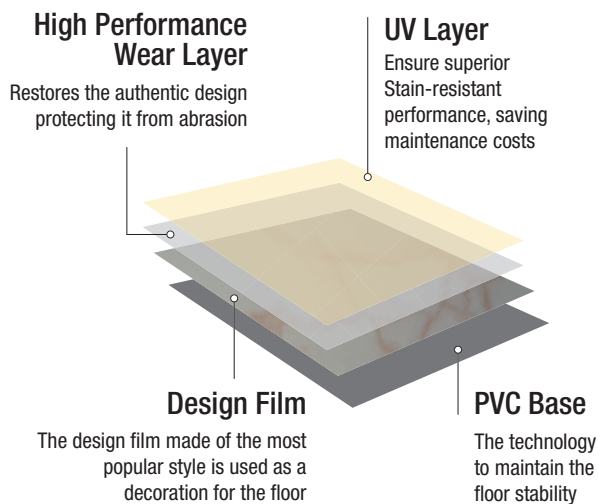 High Performance
Wear Layer
Restores the authentic design
protecting it from abrasion
UV Layer
Ensure superior
Stain-resistant
performance, saving
maintenance costs
Design Film
The design film made of the most
popular style is used as a
decoration for the floor
PVC Base
The technology
to maintain the
floor stability